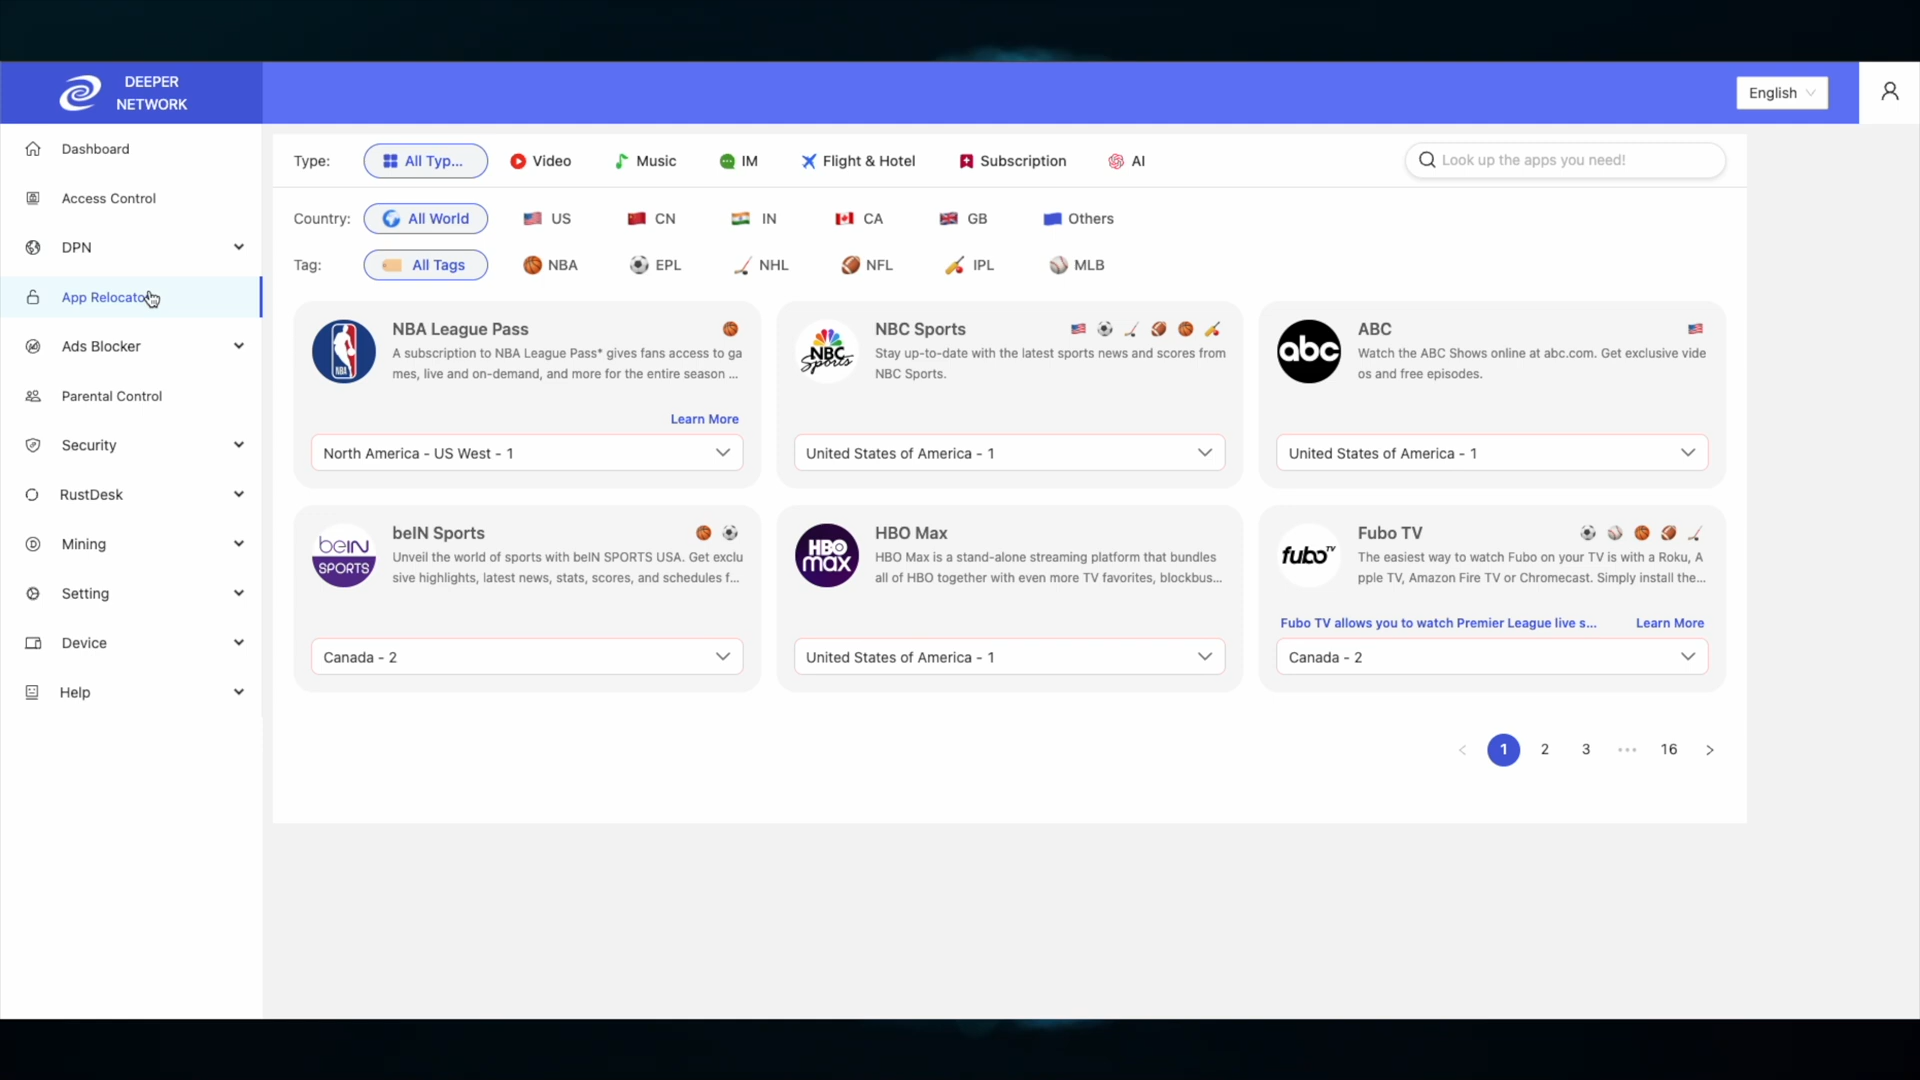 DEEPER
NETWORK
English
Dashboard
Access Control
DPN
App Relocato
Ads Blocker
Parental Control
Security
RustDesk
Mining
Setting
Device
Help
Type: All Typ... Video Music IM Flight & Hotel Subscription AI
Look up the apps you need!
Country: All World US CN IN CA GB Others
Tag: All Tags NBA EPL NHL NFL IPL MLB
NBA
NBA League Pass
A subscription to NBA League Pass* gives fans access to ga
mes, live and on-demand, and more for the entire season ...
Learn More
North America - US West - 1
NBC
Sports
NBC Sports
Stay up-to-date with the latest sports news and scores from
NBC Sports.
United States of America - 1
abc
ABC
Watch the ABC Shows online at abc.com. Get exclusive vide
os and free episodes.
United States of America - 1
beIN
SPORTS
beIN Sports
Unveil the world of sports with beIN SPORTS USA. Get exclu
sive highlights, latest news, stats, scores, and schedules f...
Canada - 2
HBO
max
HBO Max
HBO Max is a stand-alone streaming platform that bundles
all of HBO together with even more TV favorites, blockbus...
United States of America - 1
fuboTV
Fubo TV
The easiest way to watch Fubo on your TV is with a Roku, A
pple TV, Amazon Fire TV or Chromecast. Simply install the...
Fubo TV allows you to watch Premier League live s... Learn More
Canada - 2
< 1 2 3 ••• 16 >